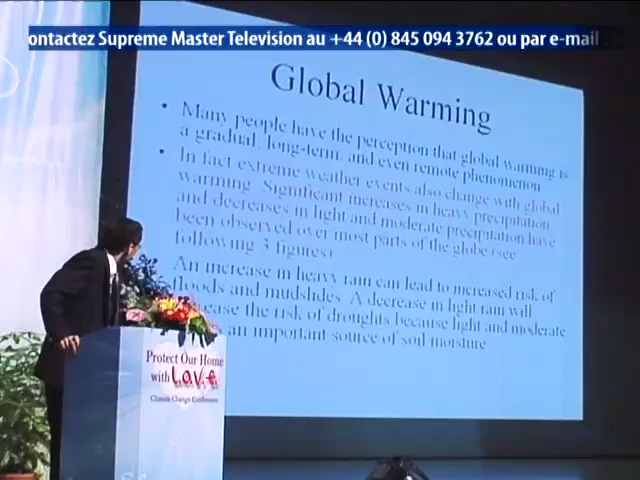 ontactez Supreme Master Television au +44 (0) 845 094 3762 ou par e-mail
Global Warming
• Many people have the perception that global warming is
a gradual, long-term, and even remote phenomenon
• In fact extreme weather events also change with global
warming. Significant increases in heavy precipitation
and decreases in light and moderate precipitation have
been observed over most parts of the globe (see
following 3 figures)
An increase in heavy rain can lead to increased risk of
floods and mudslides. A decrease in light rain will
ease the risk of droughts because light and moderate
an important source of soil moisture
Protect Our Home
with L.O.V.E.
Climate Change Conference